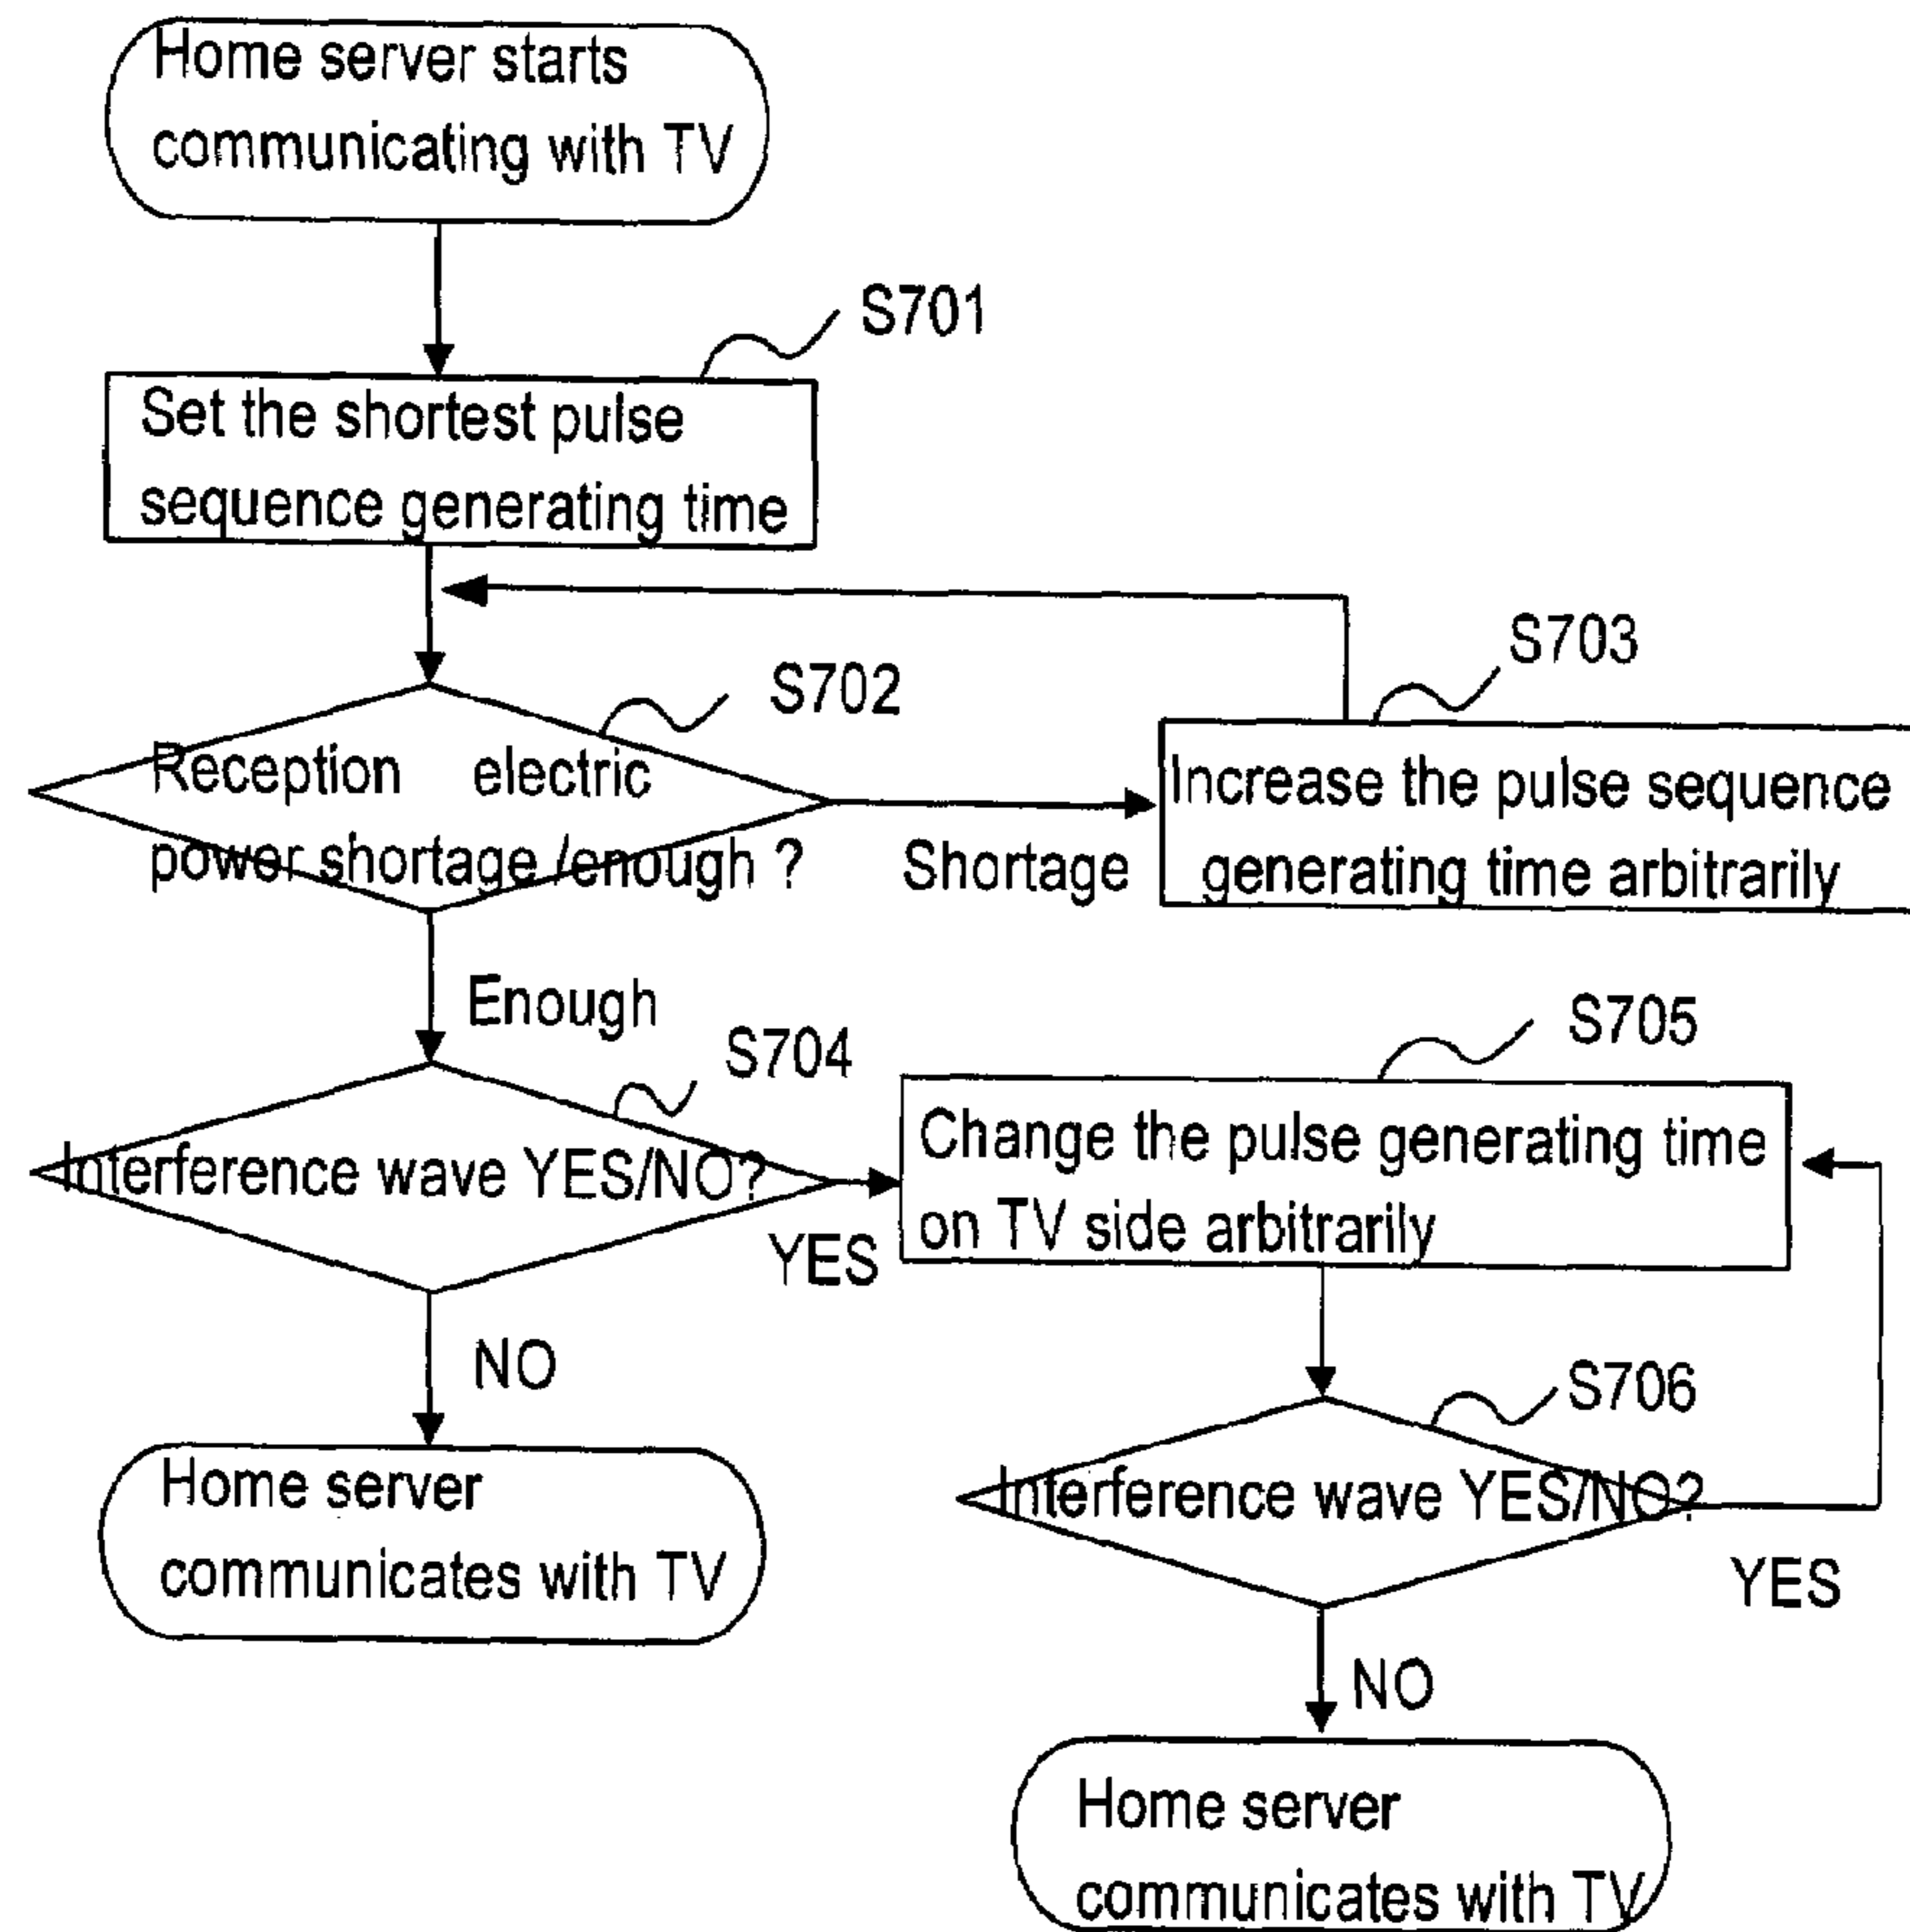 Home server starts
communicating with TV
S701
Set the shortest pulse
sequence generating time
S702
S703
Reception electric
power shortage /enough ?
Shortage
Increase the pulse sequence
generating time arbitrarily
Enough
S704
S705
Interference wave YES/NO?
YES
Change the pulse generating time
on TV side arbitrarily
NO
S706
Interference wave YES/NO?
YES
Home server
communicates with TV
NO
Home server
communicates with TV